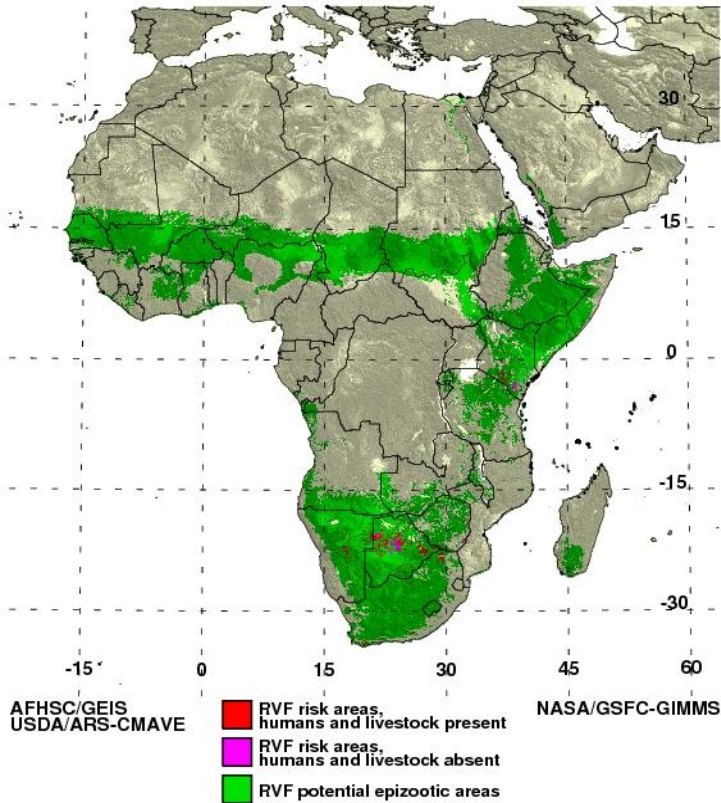 30
15
0
-15
-30
-15
0
15
30
45
60
AFHSC/GEIS
USDA/ARS-CMAVE
RVF risk areas,
humans and livestock present
RVF risk areas,
humans and livestock absent
RVF potential epizootic areas
NASA/GSFC-GIMMS